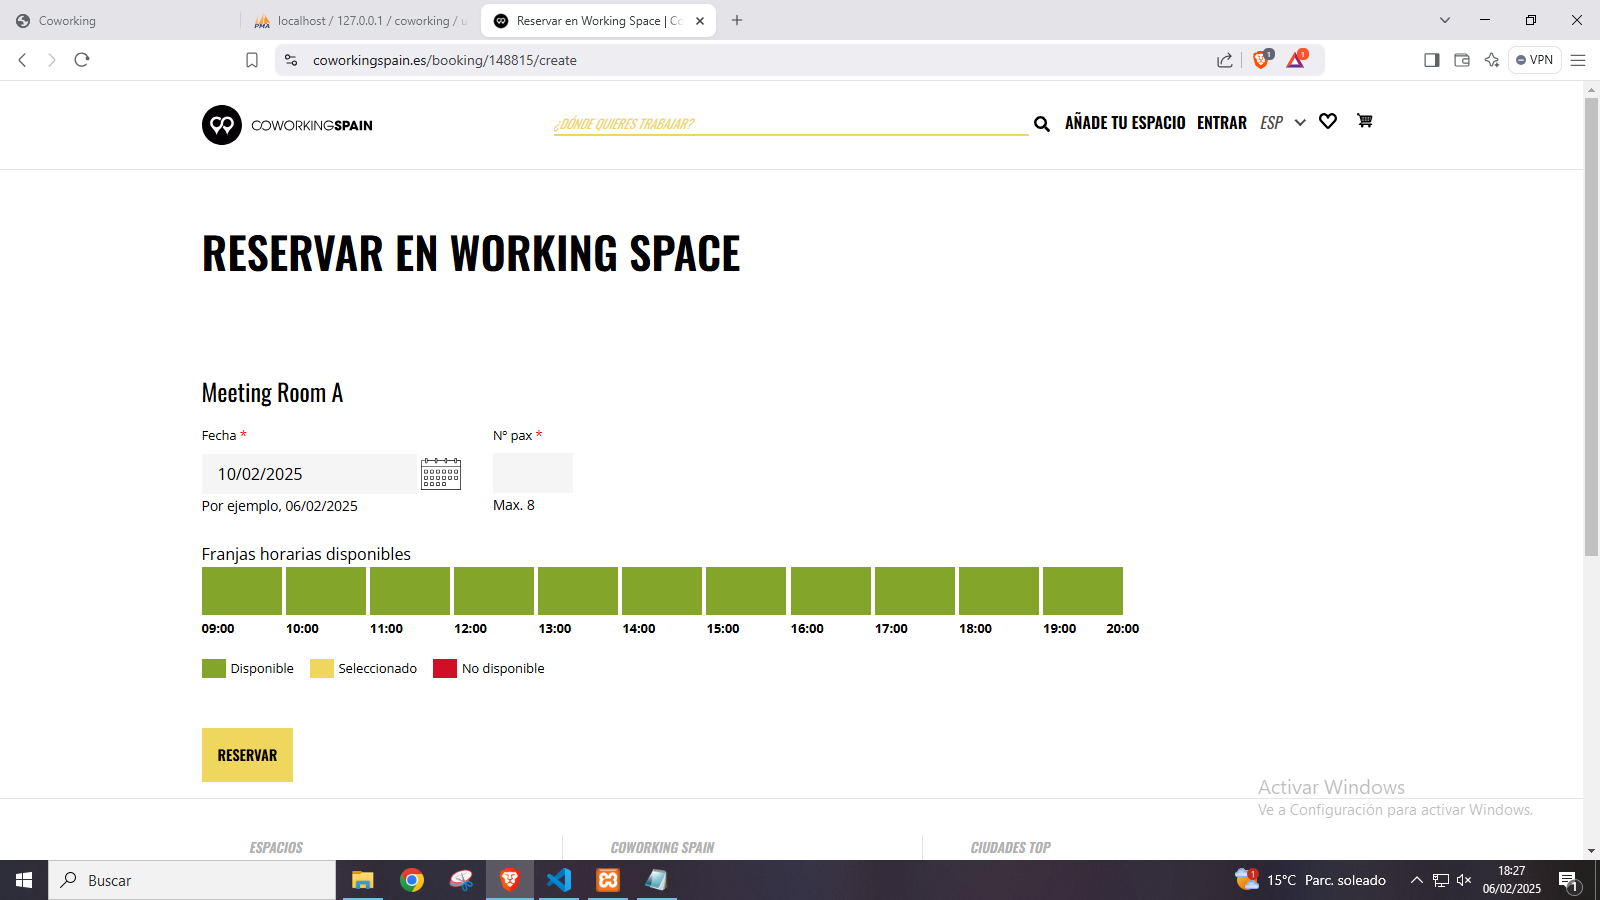 Coworking
localhost / 127.0.0.1 / coworking / u
Reservar en Working Space | Co
coworkingspain.es/booking/148815/create
1
1
VPN
COWORKINGSPAIN
¿DÓNDE QUIERES TRABAJAR?
AÑADE TU ESPACIO
ENTRAR
ESP
RESERVAR EN WORKING SPACE
Meeting Room A
Fecha *
Nº pax *
10/02/2025
Por ejemplo, 06/02/2025
Max. 8
Franjas horarias disponibles
09:00 10:00 11:00 12:00 13:00 14:00 15:00 16:00 17:00 18:00 19:00 20:00
Disponible Seleccionado No disponible
RESERVAR
Activar Windows
Ve a Configuración para activar Windows.
ESPACIOS
COWORKING SPAIN
CIUDADES TOP
Buscar
1
15°C Parc. soleado
18:27
06/02/2025
1